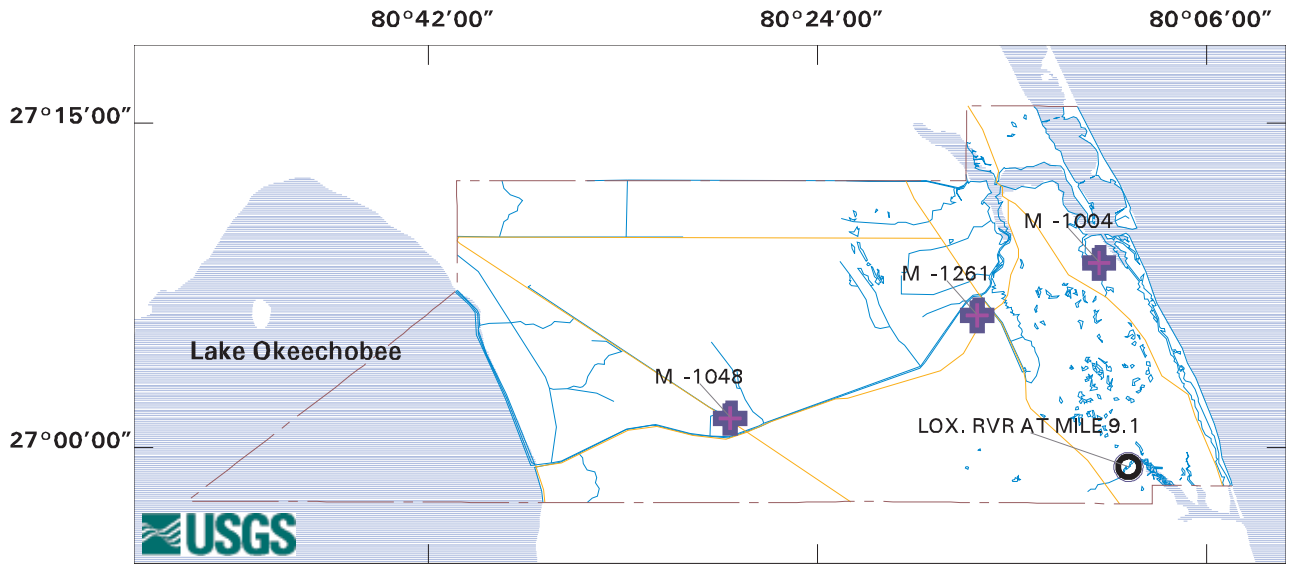 80°42'00" 80°24'00" 80°06'00"
27°15'00"
M -1004
M -1261
Lake Okeechobee
M -1048
LOX. RVR AT MILE 9.1
27°00'00"
USGS